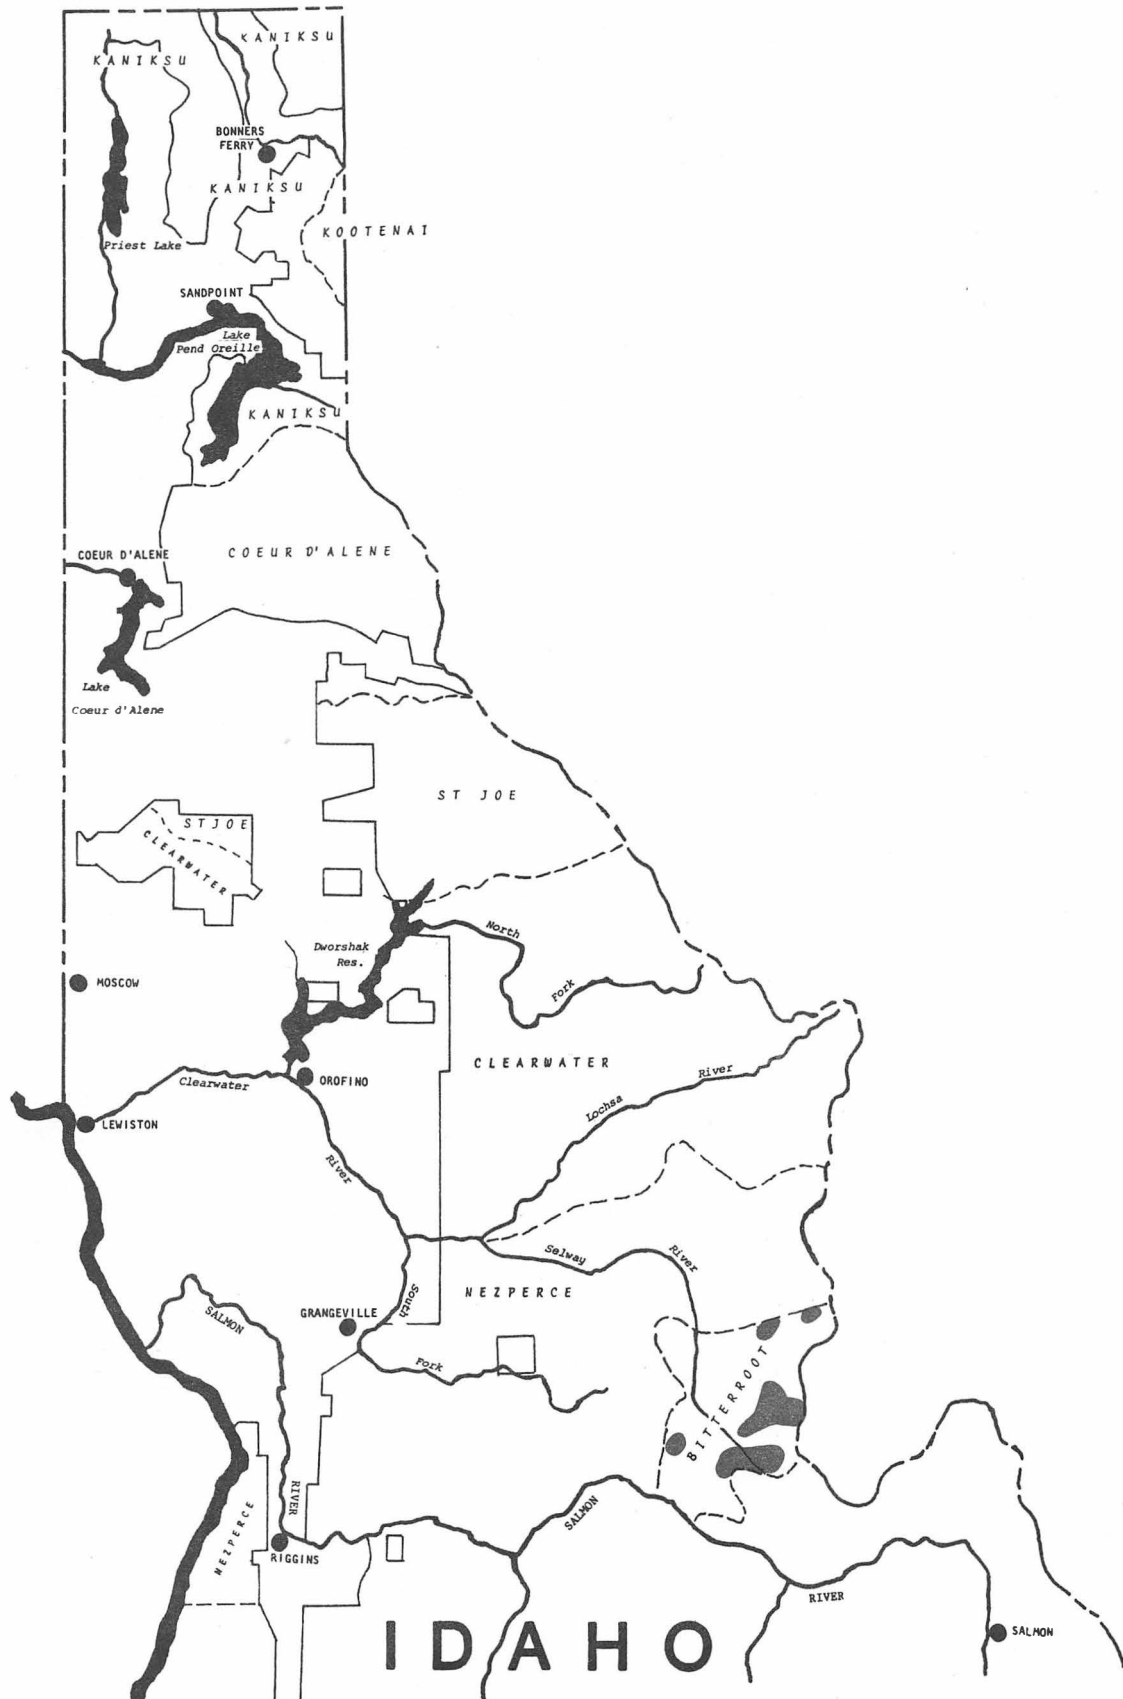 KANIKSU
KANIKSU
BONNERS
FERRY
KANIKSU
KOOTENAI
Priest Lake
SANDPOINT
Lake
Pend Oreille
KANIKSU
COEUR D'ALENE
COEUR D'ALENE
Lake
Coeur d'Alene
ST JOE
ST JOE
CLEARWATER
North
Fork
Dworshak
Res.
MOSCOW
CLEARWATER
River
Lochsa
Clearwater
OROFINO
LEWISTON
River
Selway
River
NEZPERCE
South
Fork
SALMON
GRANGEVILLE
BITTERROOT
RIVER
NEZPERCE
RIGGINS
SALMON
RIVER
SALMON
IDAHO